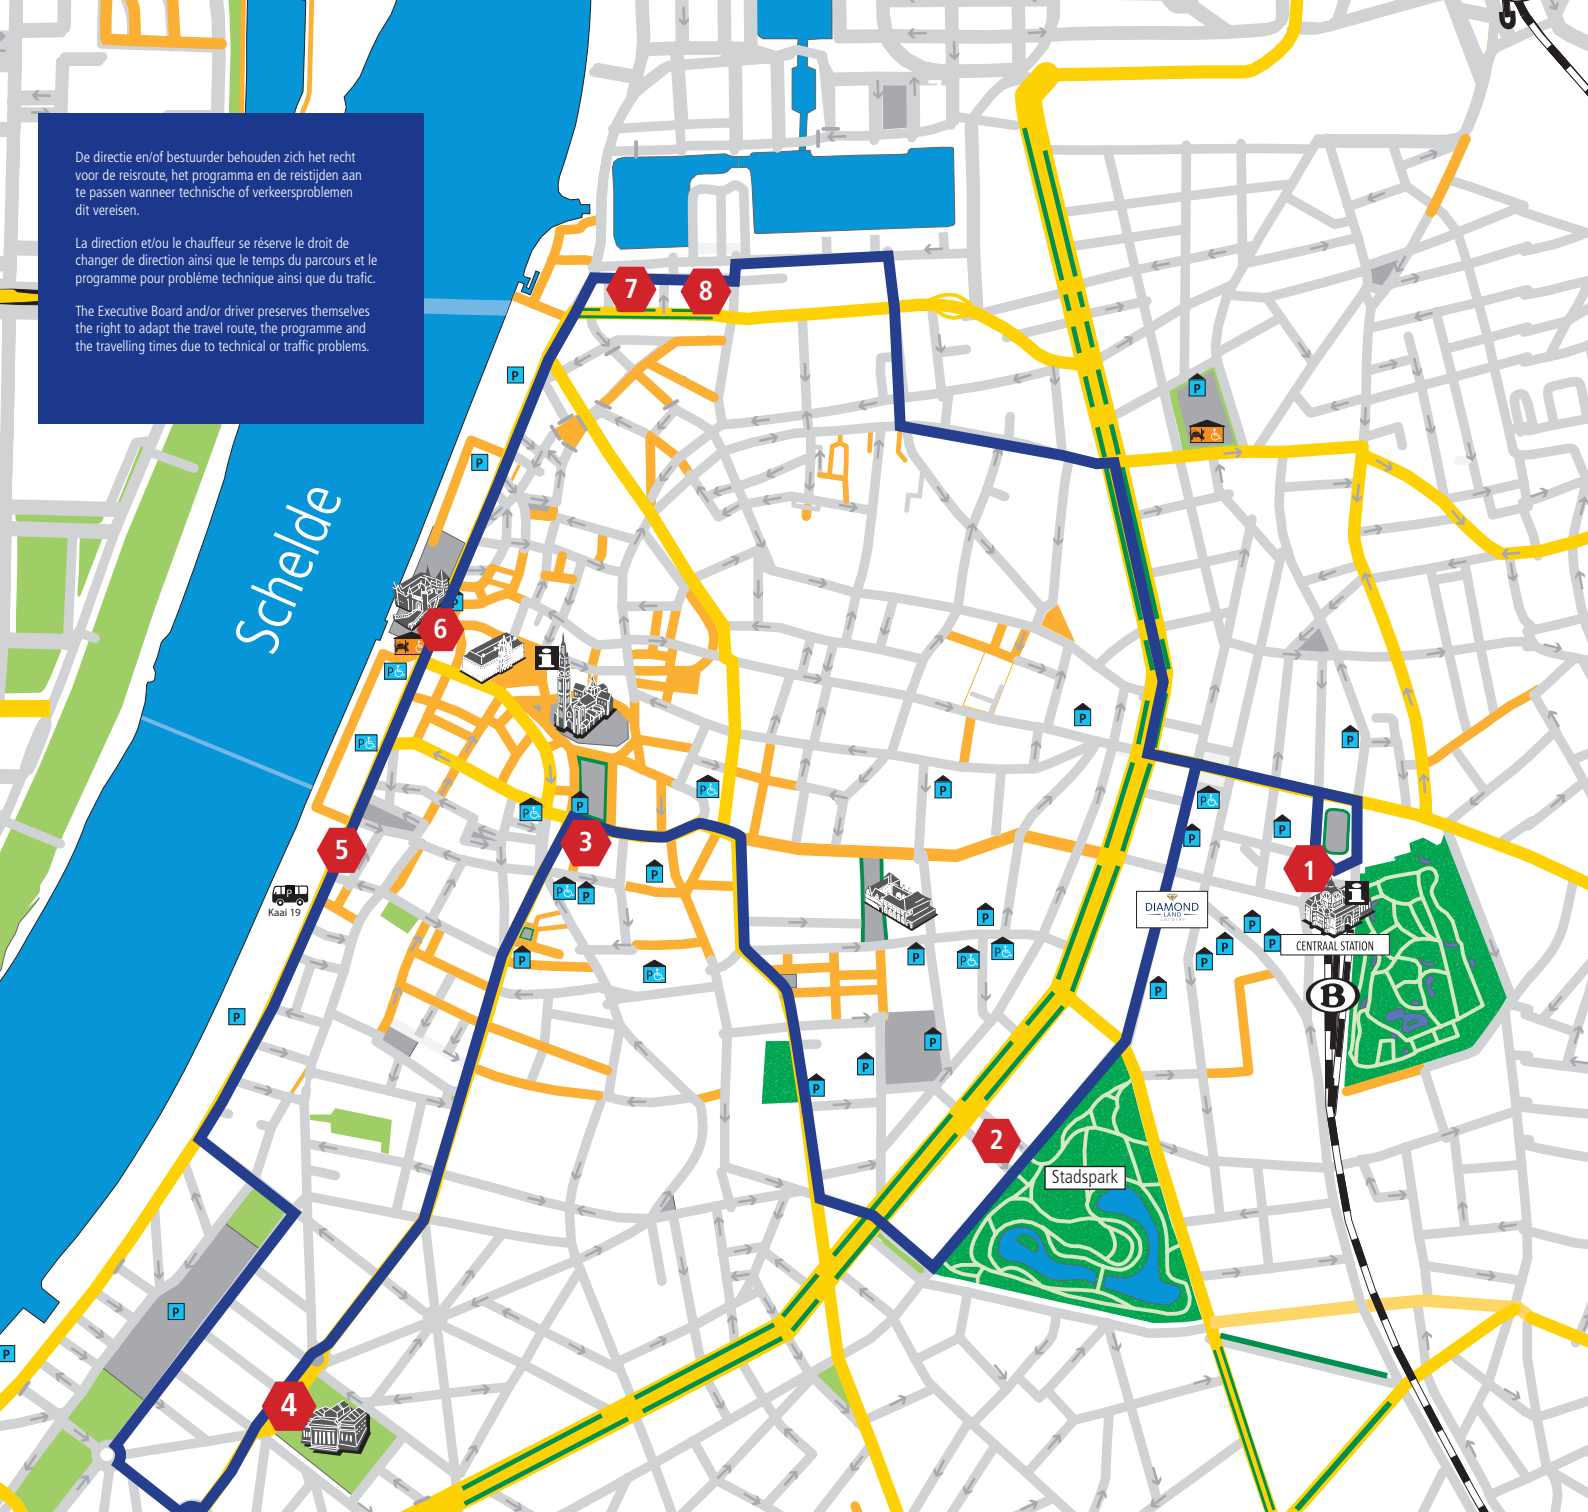 De directie en/of bestuurder behouden zich het recht
voor de reisroute, het programma en de reistijden aan
te passen wanneer technische of verkeersproblemen
dit vereisen.
La direction et/ou le chauffeur se réserve le droit de
changer de direction ainsi que le temps du parcours et le
programme pour probléme technique ainsi que du trafic.
The Executive Board and/or driver preserves themselves
the right to adapt the travel route, the programme and
the travelling times due to technical or traffic problems.
Schelde
7
8
P
P
P
P
6
i
P
P
P
P
P
P
P
P
3
P
P
P
5
P
Kaai 19
P
P
P
P
P
1
i
DIAMOND
LAND
ANTWERP
P
P
P
P
P
P
P
P
P
CENTRAAL STATION
B
P
P
P
P
P
2
Stadspark
P
P
4